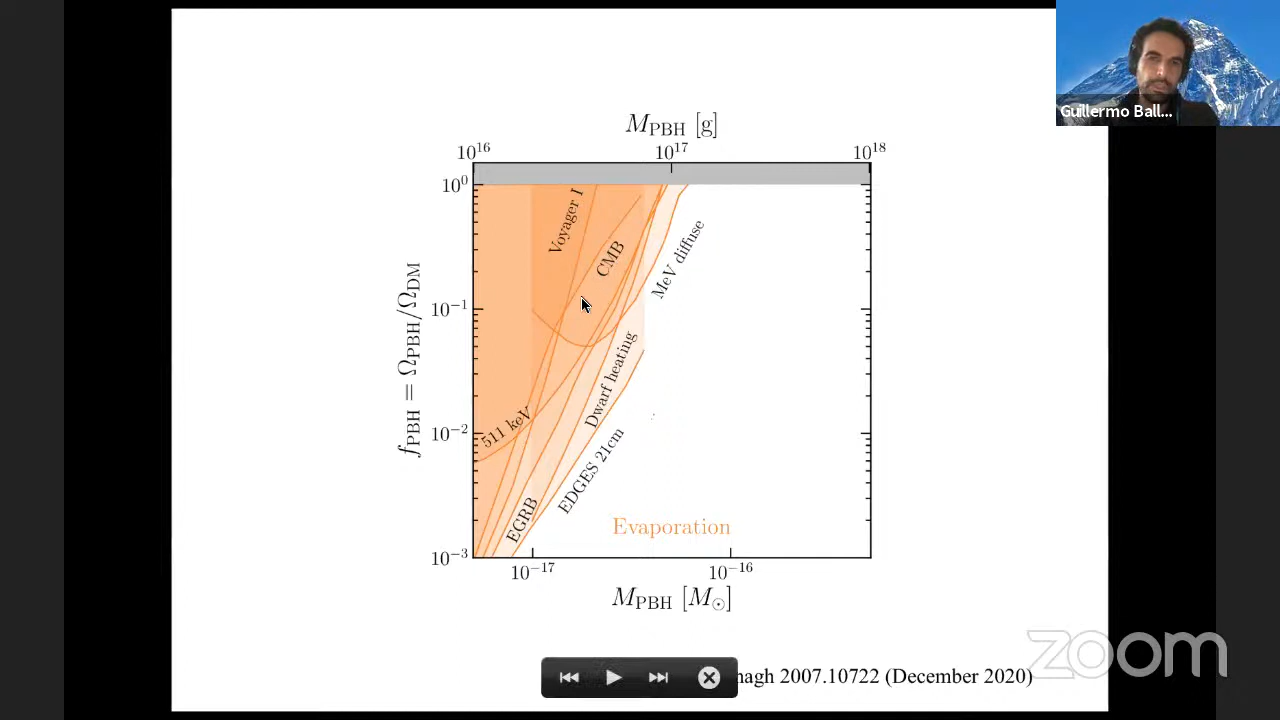 Guillermo Ball...
M_PBH [g]
10^16 10^17 10^18
10^0
10^−1
10^−2
10^−3
f_PBH = Ω_PBH/Ω_DM
Voyager I
CMB
MeV diffuse
511 keV
Dwarf heating
EDGES 21cm
EGRB
Evaporation
10^−17 10^−16
M_PBH [M_⊙]
zoom
2007.10722 (December 2020)